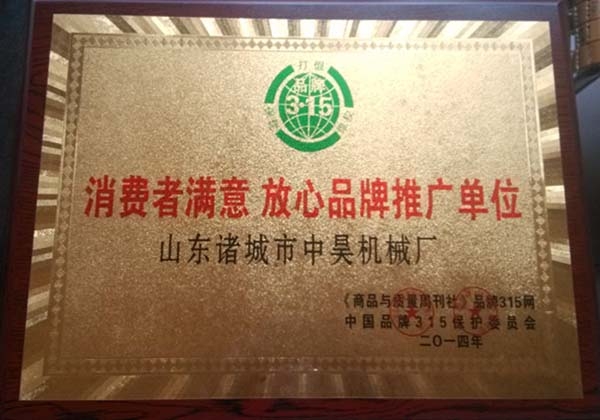 打假
品牌
3·15
消费者满意 放心品牌推广单位
山东诸城市中昊机械厂
《商品与质量周刊社》品牌315网
中国品牌315保护委员会
二〇一四年